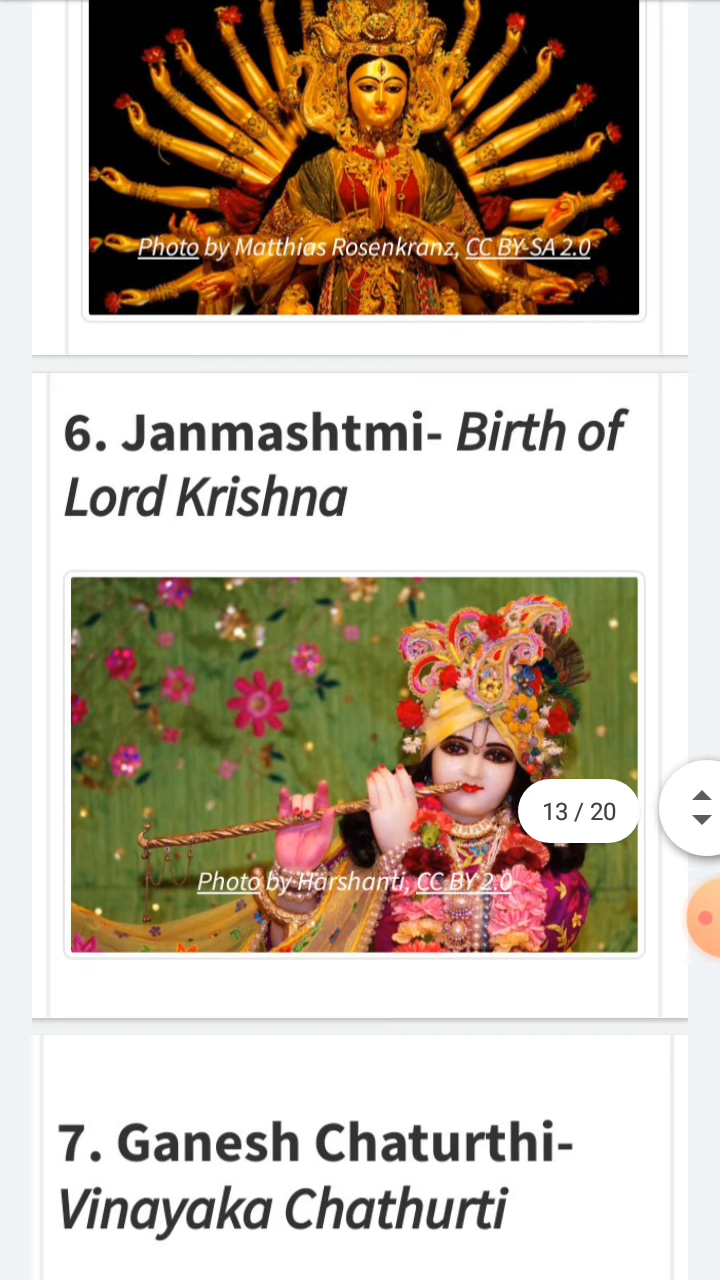 Photo by Matthias Rosenkranz, CC BY-SA 2.0
6. Janmashtmi- Birth of
Lord Krishna
13 / 20
Photo by Harshanti, CC BY 2.0
7. Ganesh Chaturthi-
Vinayaka Chathurti